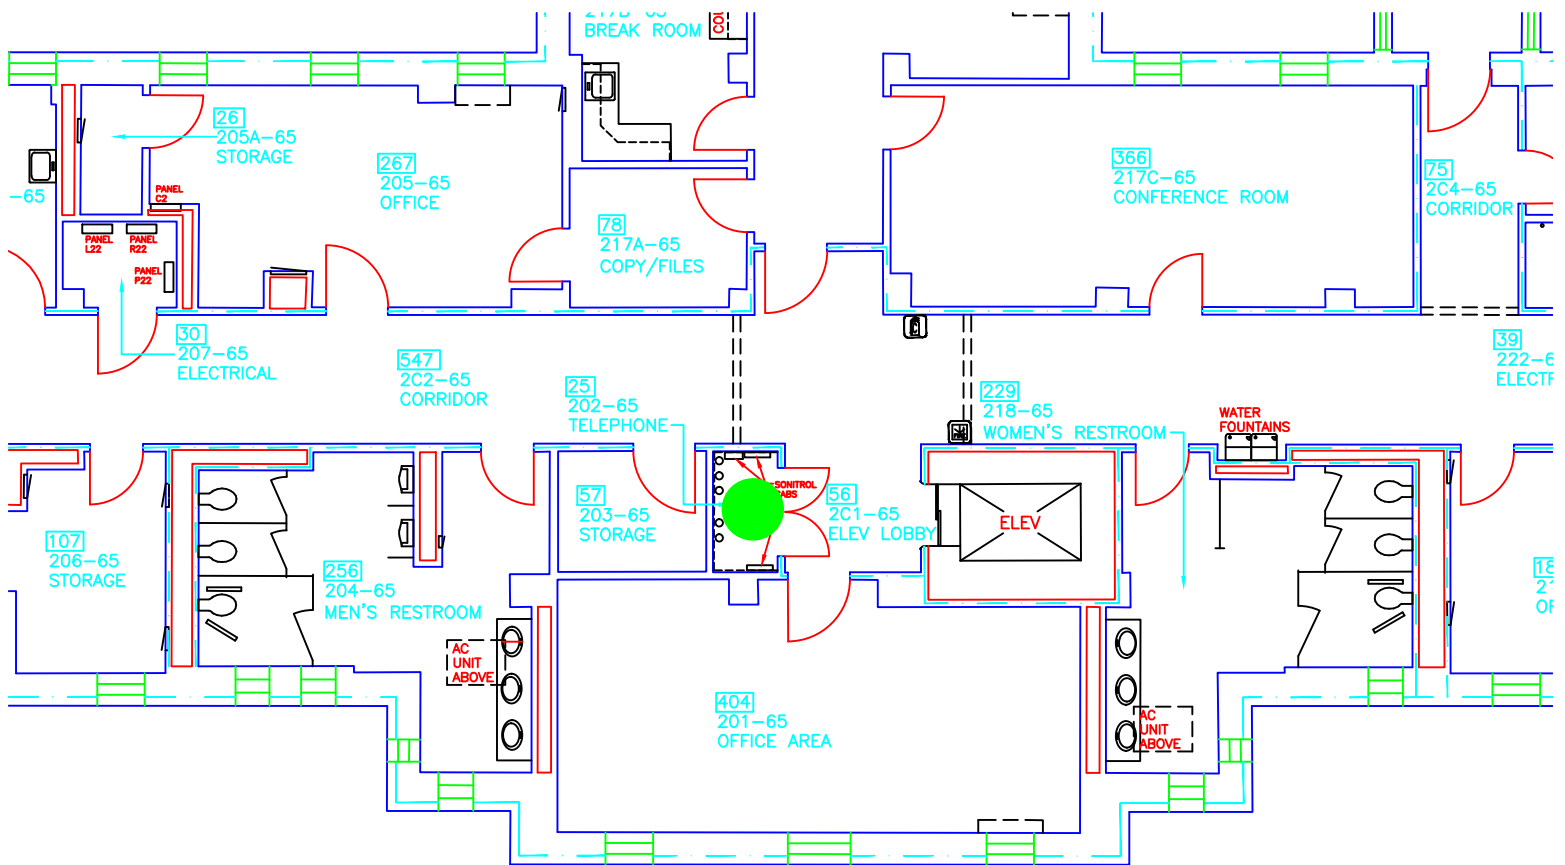 BREAK ROOM
26
205A-65
STORAGE
267
205-65
OFFICE
366
217C-65
CONFERENCE ROOM
75
2C4-65
CORRIDOR
-65
PANEL
C2
78
217A-65
COPY/FILES
PANEL
L22
PANEL
R22
PANEL
P22
30
207-65
ELECTRICAL
547
2C2-65
CORRIDOR
25
202-65
TELEPHONE
229
218-65
WOMEN'S RESTROOM
WATER
FOUNTAINS
39
107
206-65
STORAGE
57
203-65
STORAGE
SONITROL
56
2C1-65
ELEV LOBBY
ELEV
256
204-65
MEN'S RESTROOM
AC
UNIT
ABOVE
404
201-65
OFFICE AREA
AC
UNIT
ABOVE